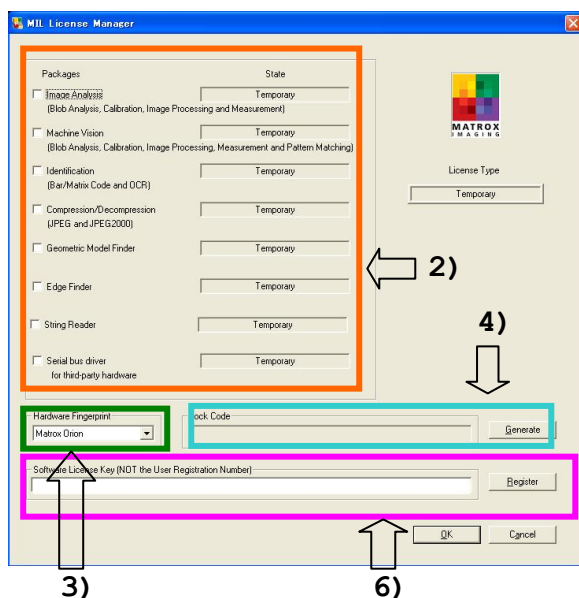 MIL License Manager
Packages State
Image Analysis Temporary
(Blob Analysis, Calibration, Image Processing and Measurement)
Machine Vision Temporary
(Blob Analysis, Calibration, Image Processing, Measurement and Pattern Matching)
Identification Temporary
(Bar/Matrix Code and OCR)
Compression/Decompression Temporary
(JPEG and JPEG2000)
Geometric Model Finder Temporary
Edge Finder Temporary
String Reader Temporary
Serial bus driver Temporary
for third-party hardware
MATROX
IMAGING
License Type
Temporary
2)
4)
Hardware Fingerprint
Matrox Orion
ock Code
Generate
Software License Key (NOT the User Registration Number)
Register
OK Cancel
3) 6)